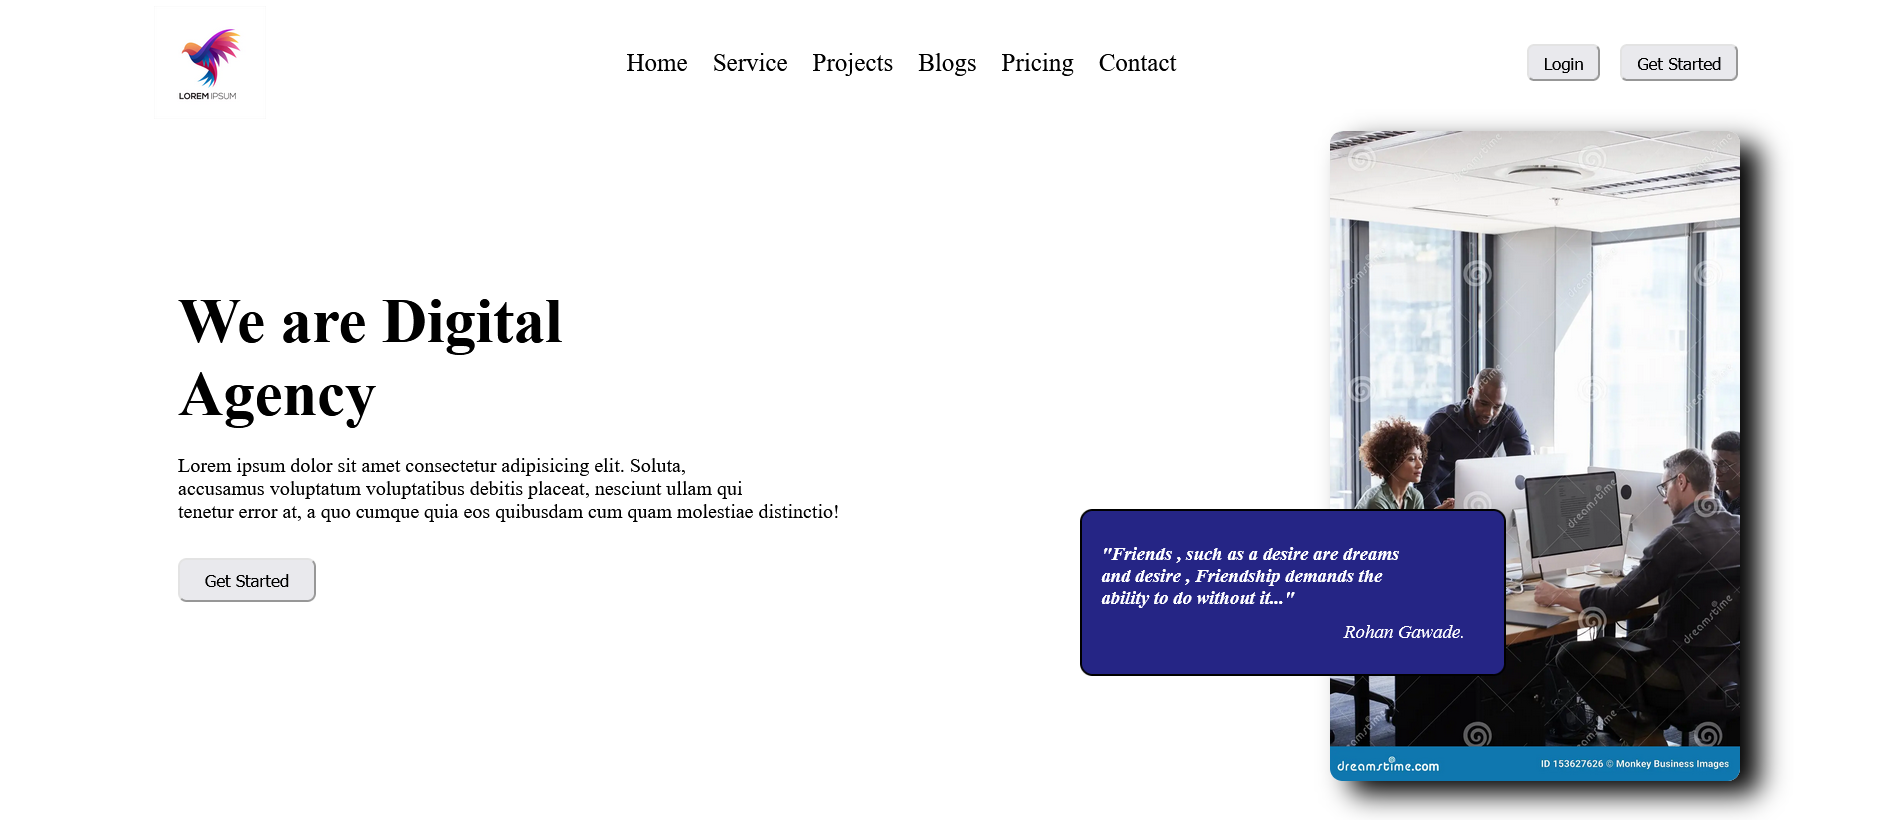 LOREM IPSUM
Home Service Projects Blogs Pricing Contact
Login Get Started
We are Digital
Agency
Lorem ipsum dolor sit amet consectetur adipisicing elit. Soluta,
accusamus voluptatum voluptatibus debitis placeat, nesciunt ullam qui
tenetur error at, a quo cumque quia eos quibusdam cum quam molestiae distinctio!
Get Started
"Friends , such as a desire are dreams
and desire , Friendship demands the
ability to do without it..."
Rohan Gawade.
dreamstime
dreamstime
dreamstime
dreamstime.com
ID 153627626 © Monkey Business Images